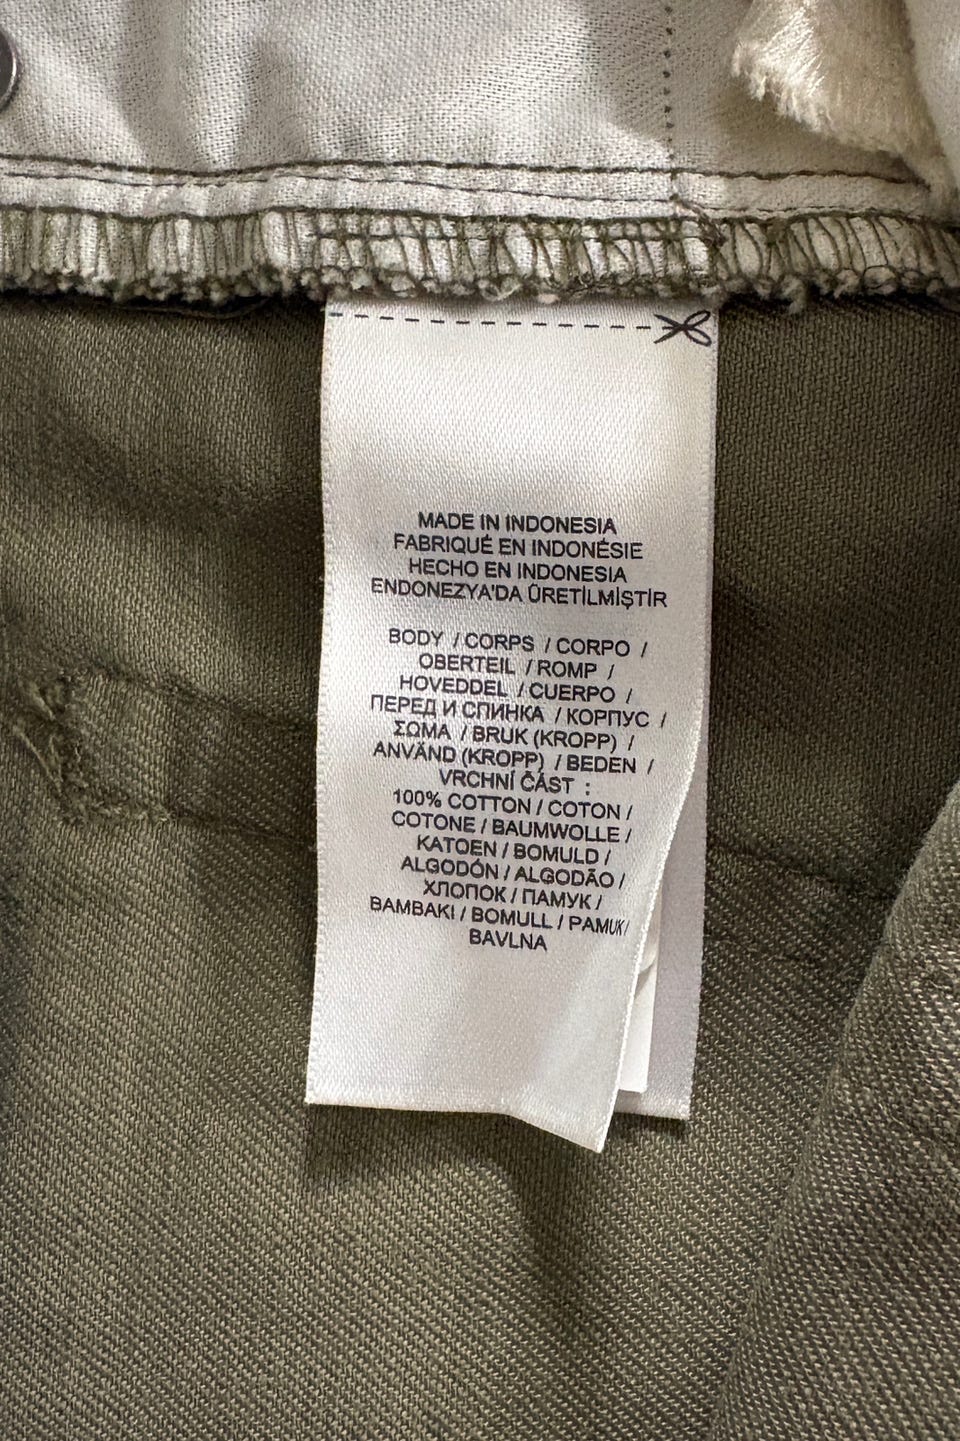 MADE IN INDONESIA
FABRIQUÉ EN INDONÉSIE
HECHO EN INDONESIA
ENDONEZYA'DA ÜRETİLMİŞTİR
BODY / CORPS / CORPO /
OBERTEIL / ROMP /
HOVEDDEL / CUERPO /
ПЕРЕД И СПИНКА / КОРПУС /
ΣΩΜΑ / BRUK (KROPP) /
ANVÄND (KROPP) / BEDEN /
VRCHNÍ ČÁST :
100% COTTON / COTON /
COTONE / BAUMWOLLE /
KATOEN / BOMULD /
ALGODÓN / ALGODÃO /
ХЛОПОК / ПАМУК /
BAMBAKI / BOMULL / PAMUK/
BAVLNA